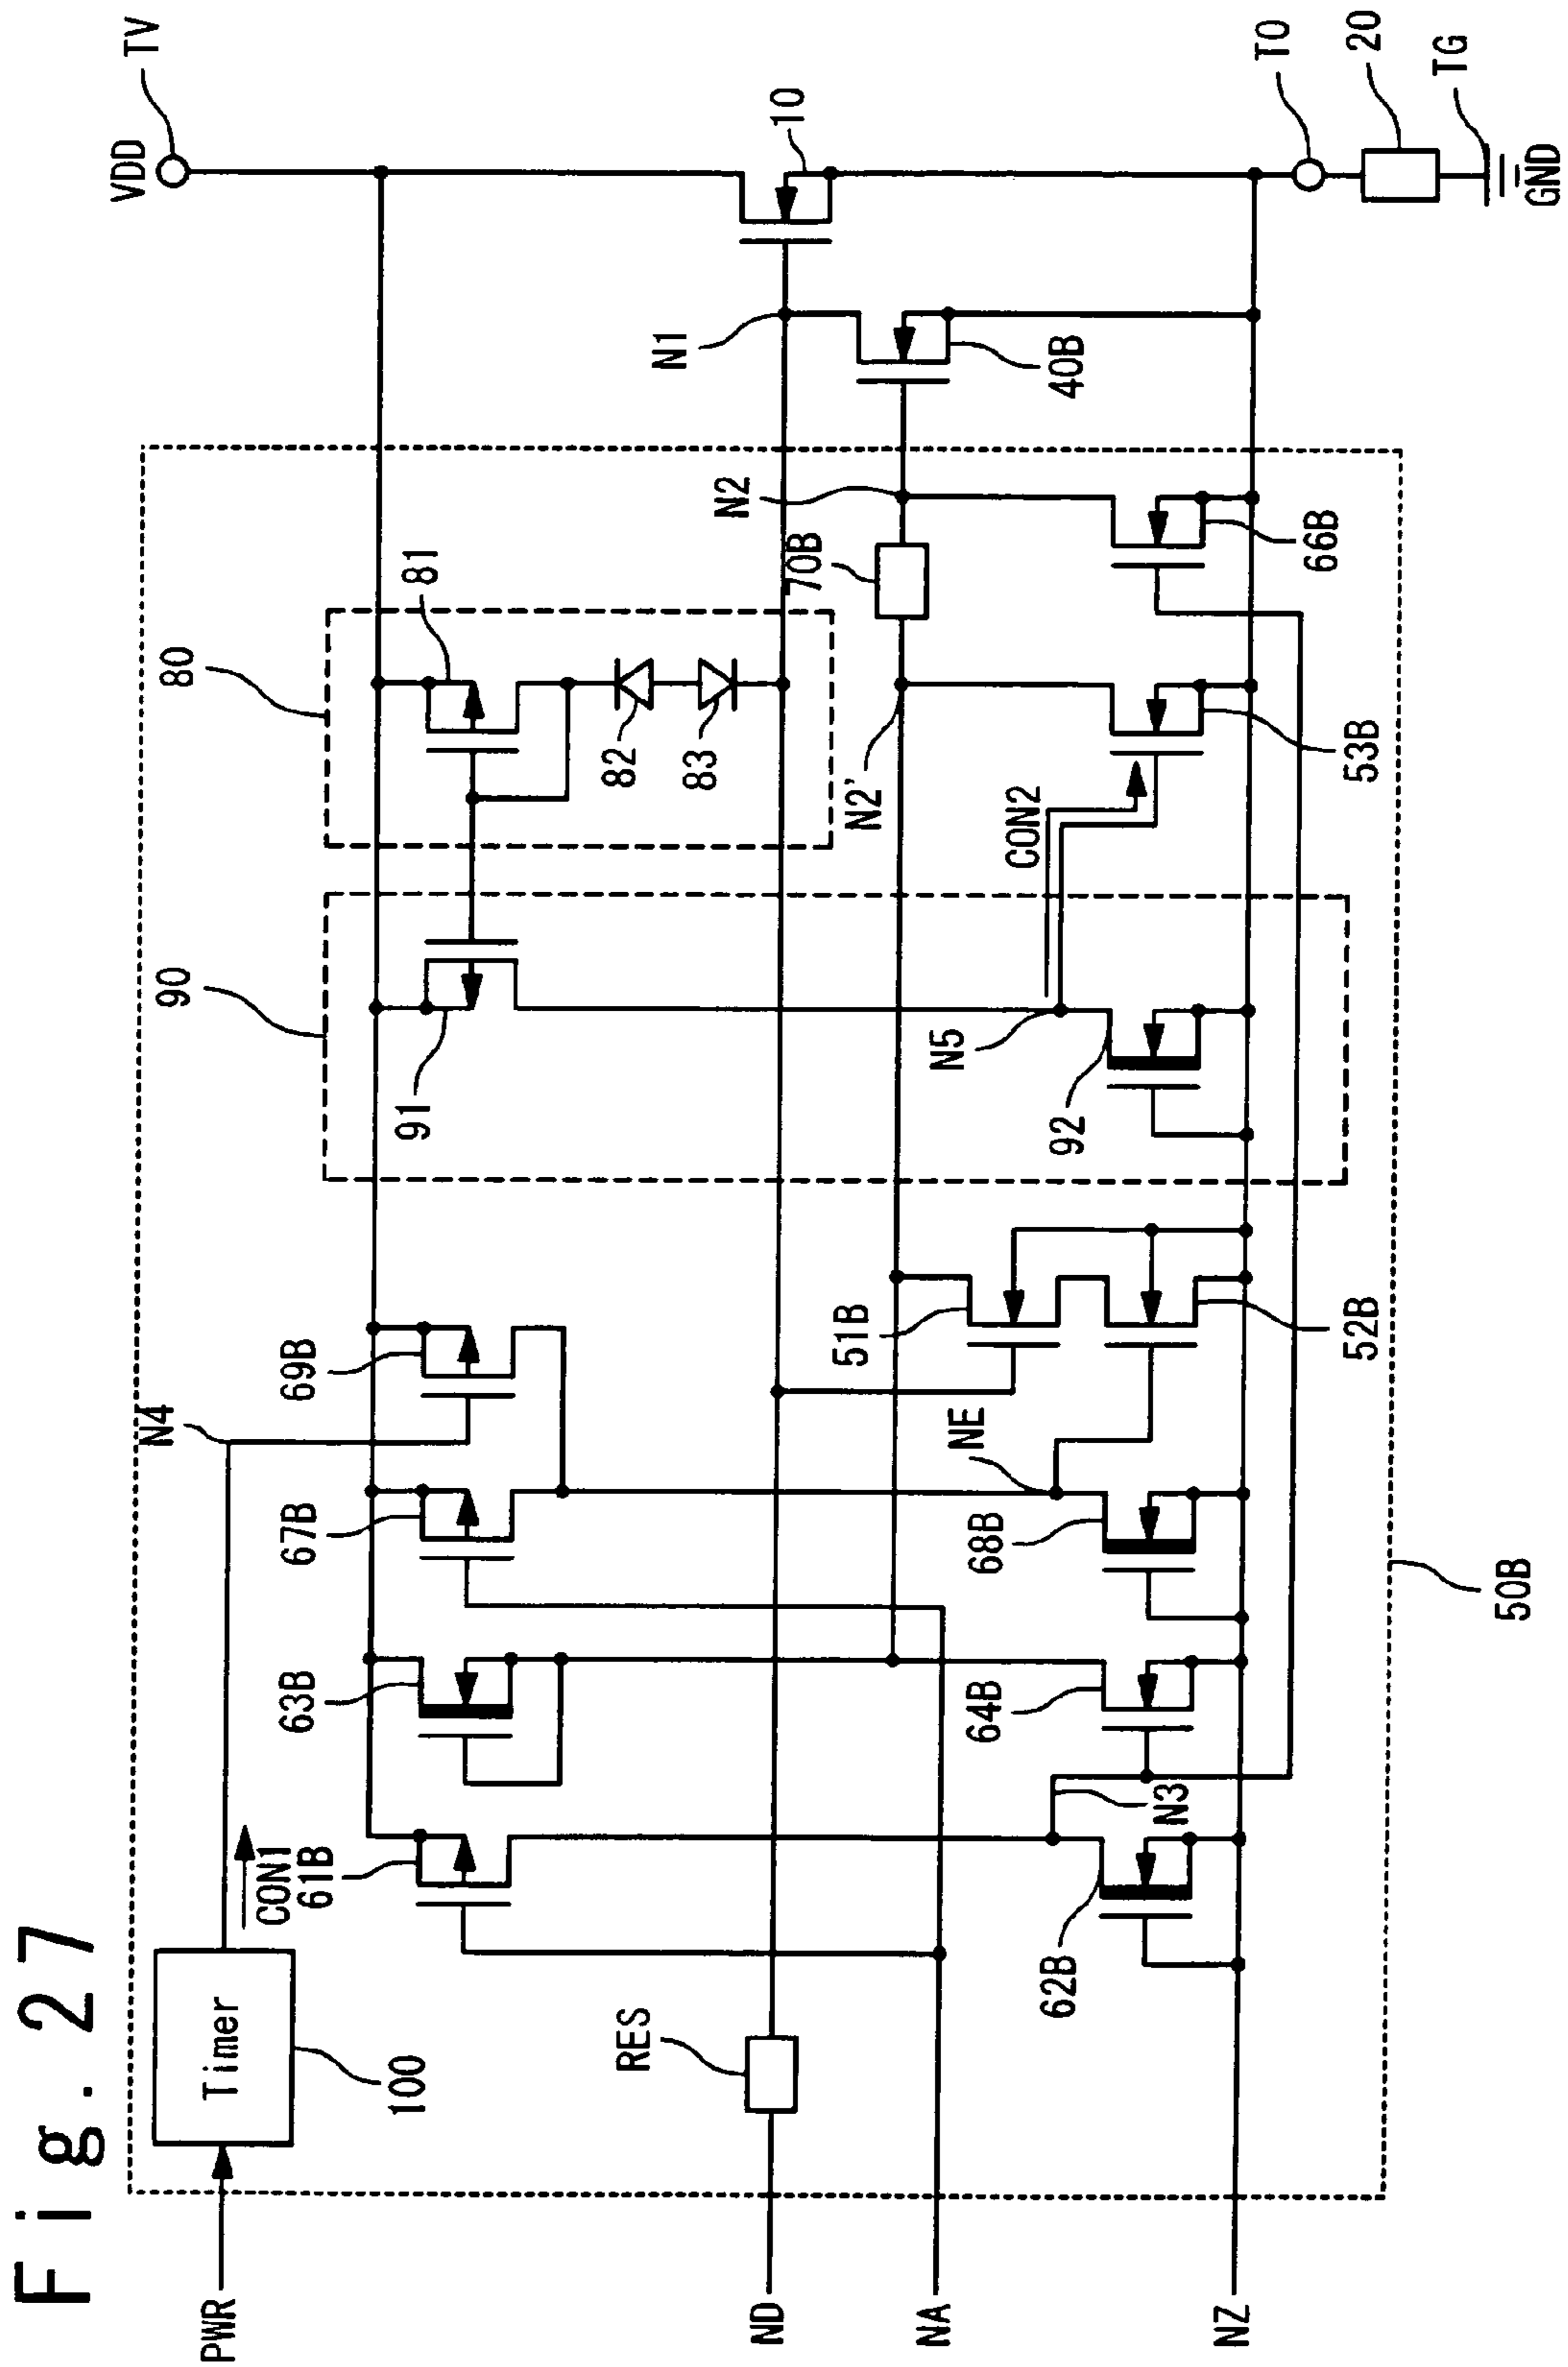 Fig. 27
VDD
TV
10
TO
20
TG
GND
N1
40B
N2
70B
66B
80
81
82
83
N2'
53B
CON2
90
91
N5
92
69B
N4
51B
52B
67B
NE
68B
50B
63B
64B
CON1
61B
N3
62B
Timer
100
RES
PWR
ND
NA
NZ